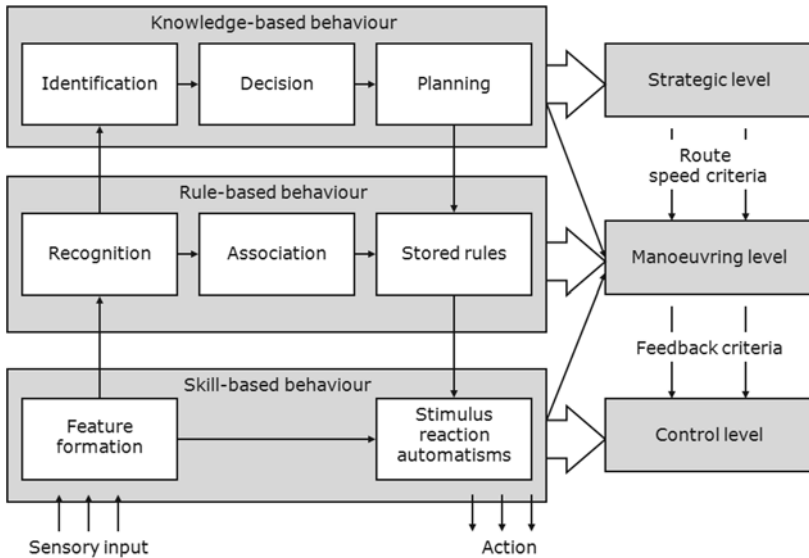 Knowledge-based behaviour
Identification
Decision
Planning
Strategic level
Route
speed criteria
Rule-based behaviour
Recognition
Association
Stored rules
Manoeuvring level
Feedback criteria
Skill-based behaviour
Feature
formation
Stimulus
reaction
automatisms
Control level
Sensory input
Action